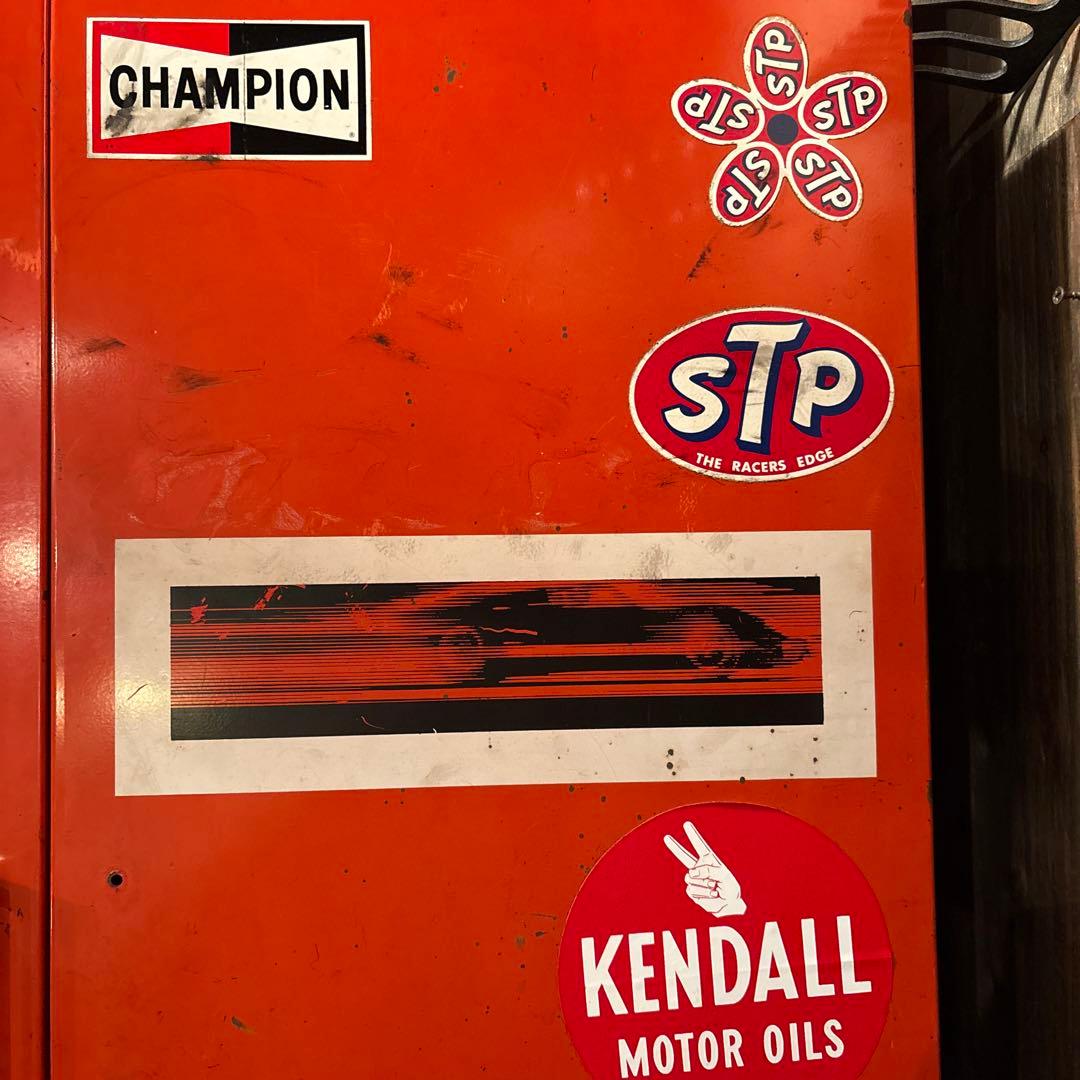 CHAMPION
®
STP
STP
STP
STP
STP
STP
THE RACERS EDGE
KENDALL
MOTOR OILS